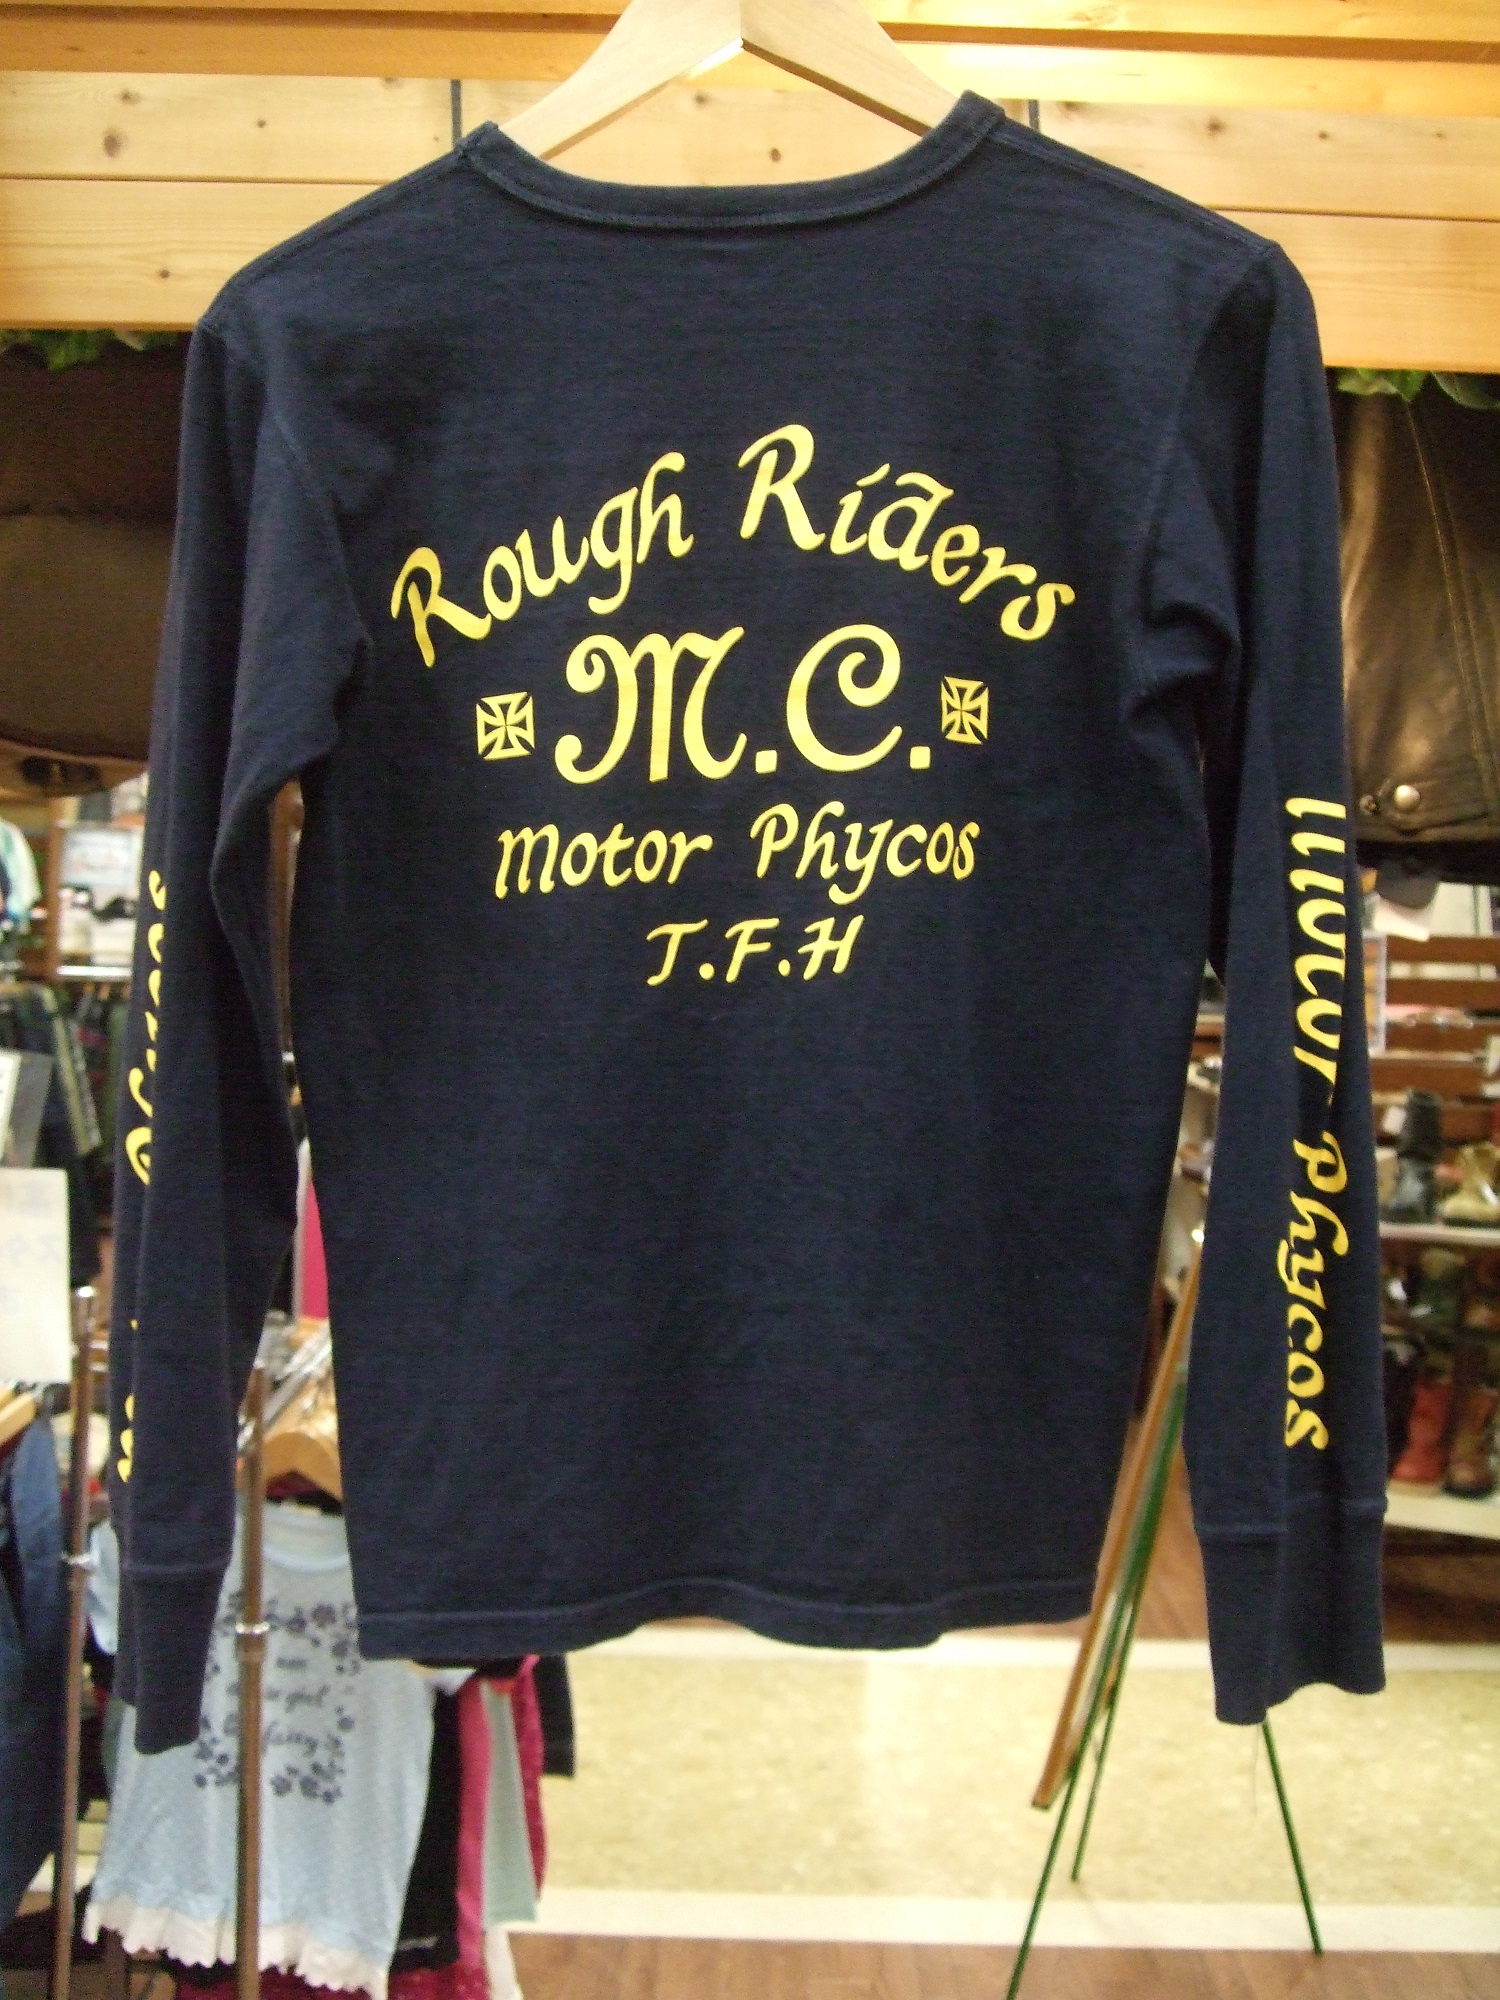 Rough Riders
M.C.
Motor Phycos
T.F.H
Motor Phycos